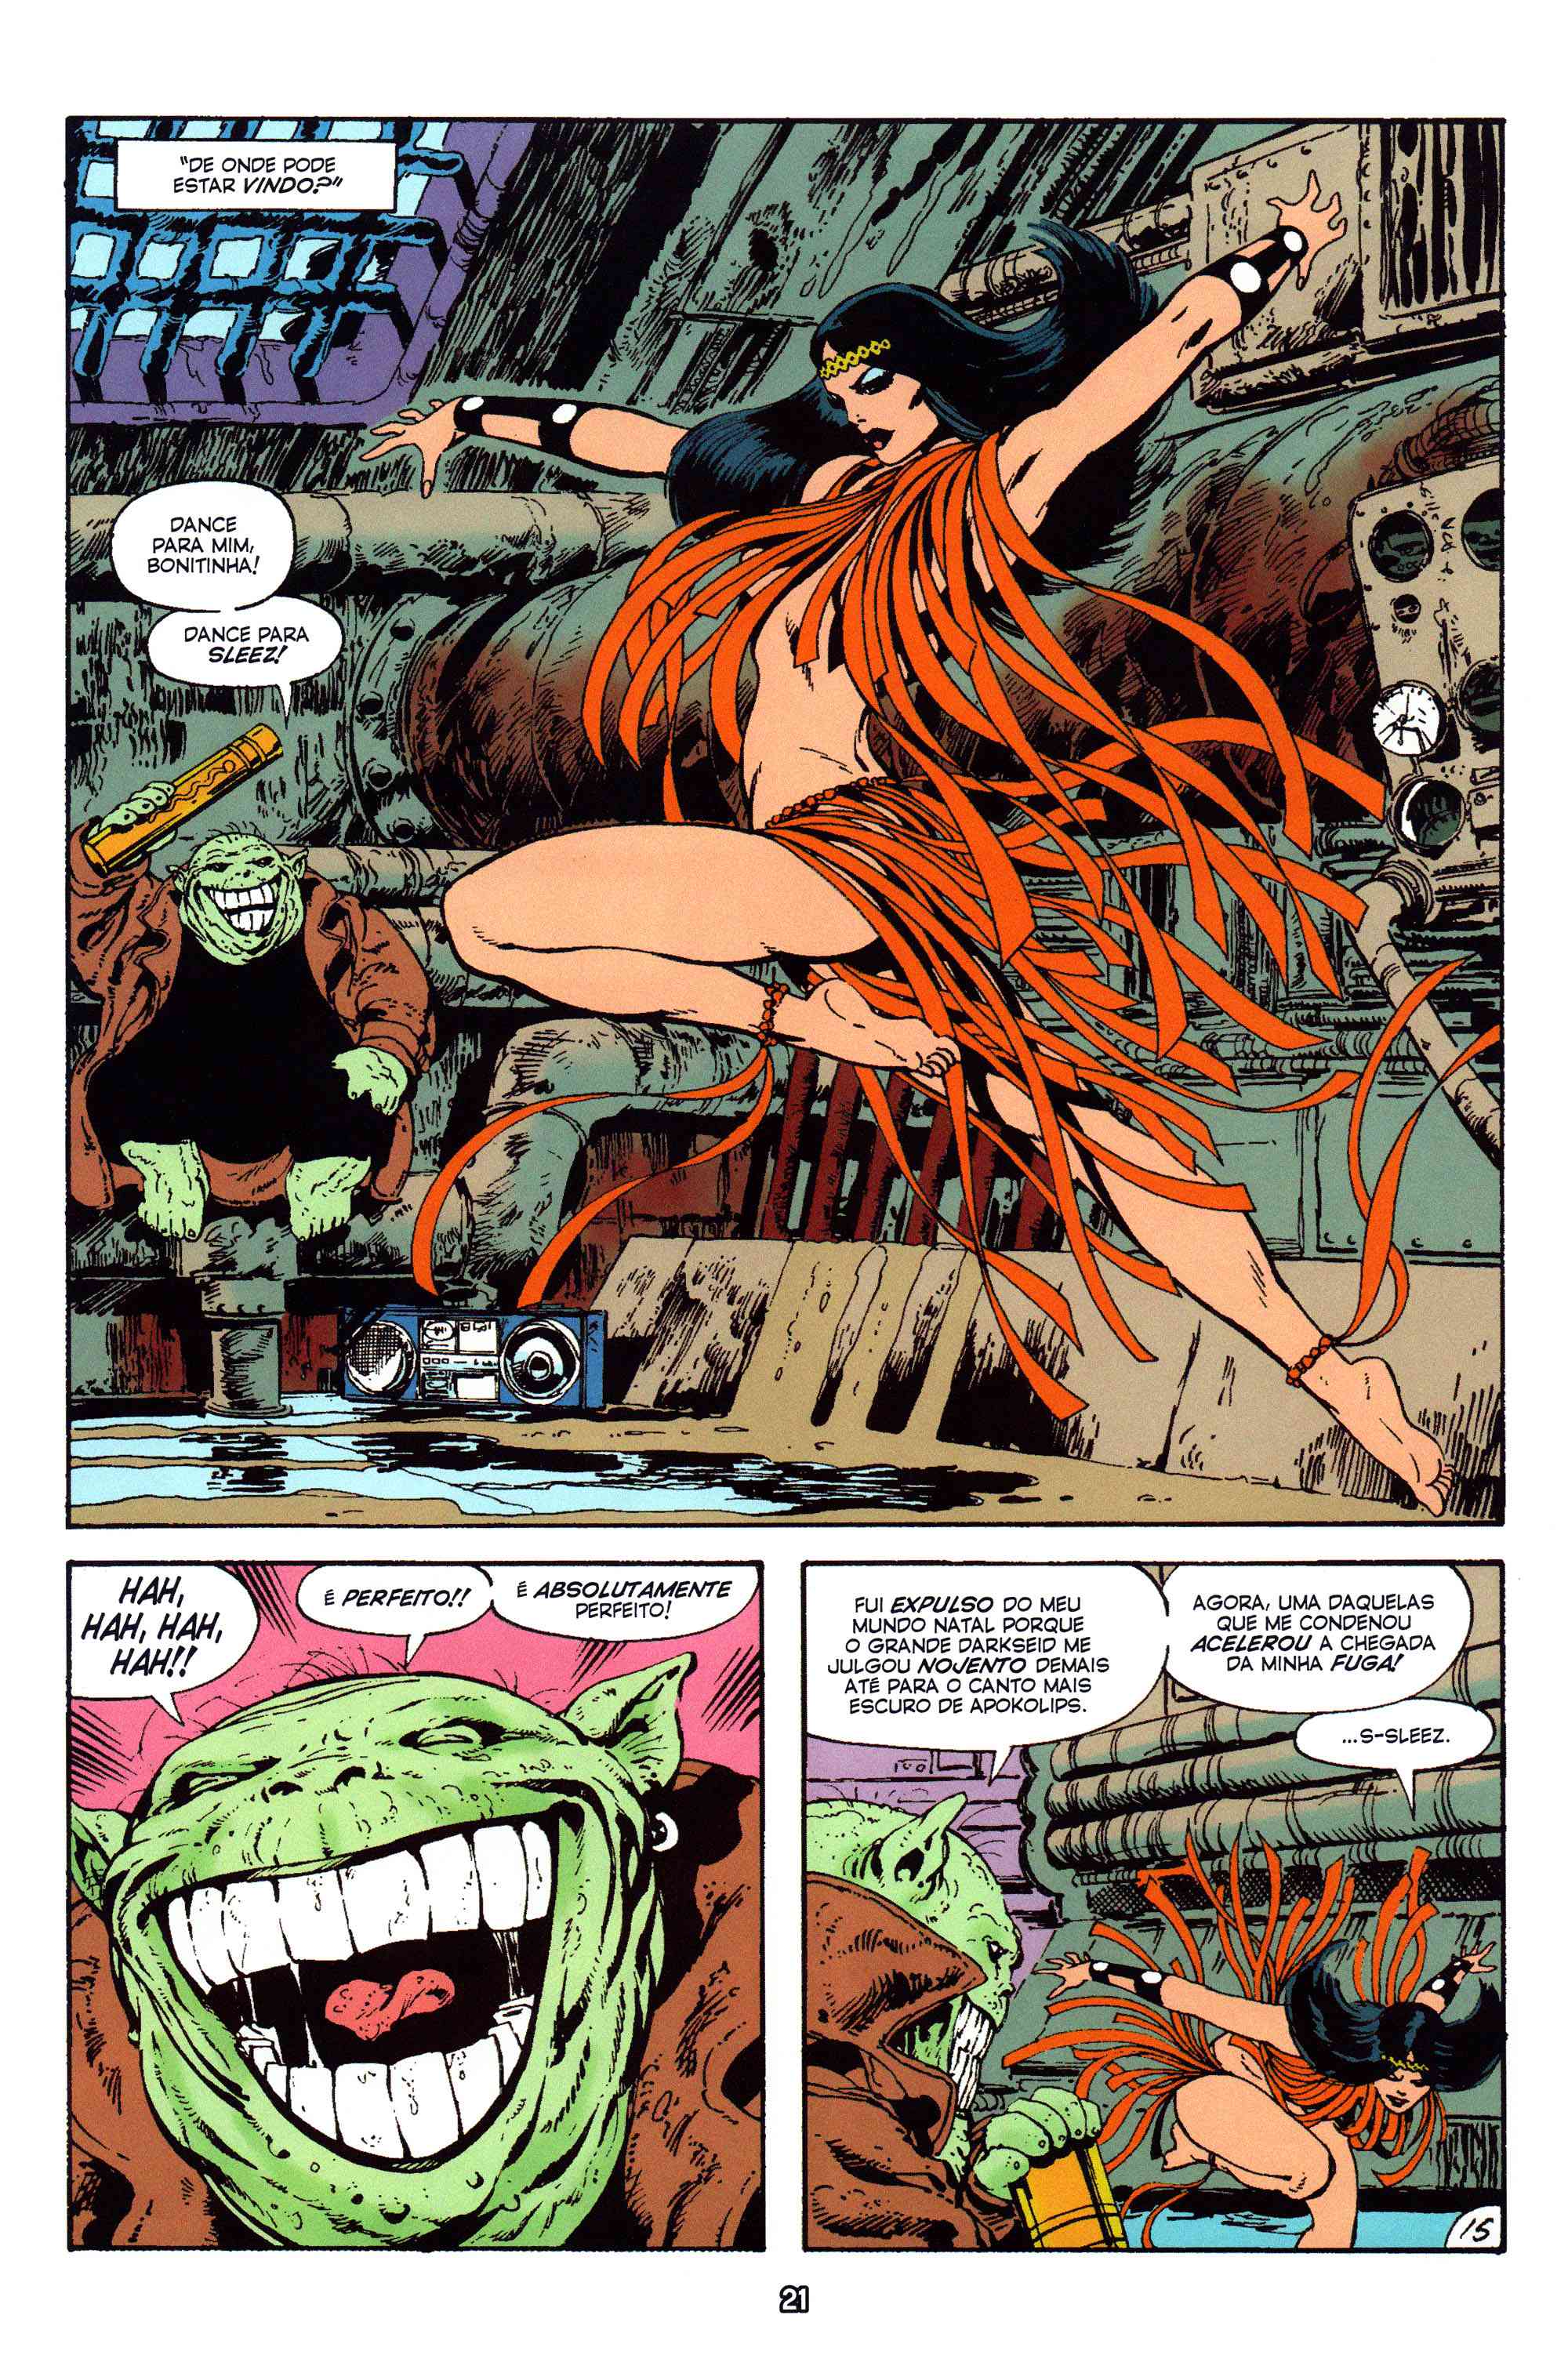 "DE ONDE PODE
ESTAR VINDO?"
DANCE
PARA MIM,
BONITINHA!
DANCE PARA
SLEEZ!
HAH,
HAH, HAH,
HAH!!
É PERFEITO!!
É ABSOLUTAMENTE
PERFEITO!
FUI EXPULSO DO MEU
MUNDO NATAL PORQUE
O GRANDE DARKSEID ME
JULGOU NOJENTO DEMAIS
ATÉ PARA O CANTO MAIS
ESCURO DE APOKOLIPS.
AGORA, UMA DAQUELAS
QUE ME CONDENOU
ACELEROU A CHEGADA
DA MINHA FUGA!
...S-SLEEZ.
15
21